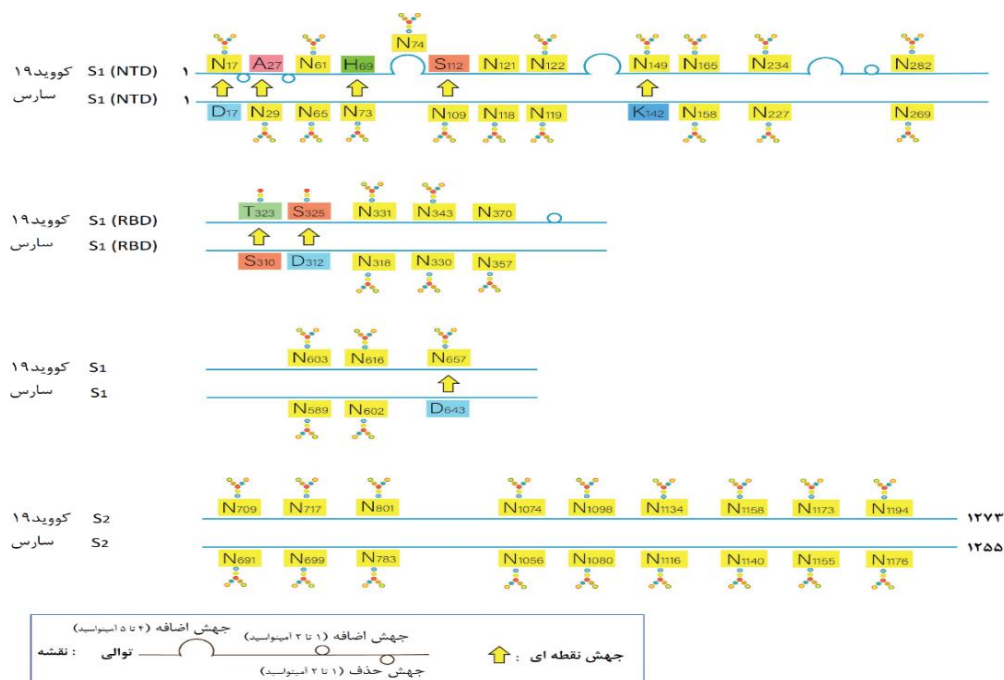 N74
N17 A27 N61 H69 S112 N121 N122 N149 N165 N234 N282
کووید۱۹ S1 (NTD) ۱
سارس S1 (NTD) ۱
D17 N29 N65 N73 N109 N118 N119 K142 N158 N227 N269
T323 S325 N331 N343 N370
کووید۱۹ S1 (RBD)
سارس S1 (RBD)
S310 D312 N318 N330 N357
N603 N616 N657
کووید۱۹ S1
سارس S1
N589 N602 D643
N709 N717 N801 N1074 N1098 N1134 N1158 N1173 N1194
کووید۱۹ S2 ۱۲۷۳
سارس S2 ۱۲۵۵
N691 N699 N783 N1056 N1080 N1116 N1140 N1155 N1176
جهش اضافه (۴ تا ۵ آمینواسید)
جهش اضافه (۱ تا ۲ آمینواسید)
نقشه : توالی
جهش نقطه ای :
جهش حذف (۱ تا ۲ آمینواسید)